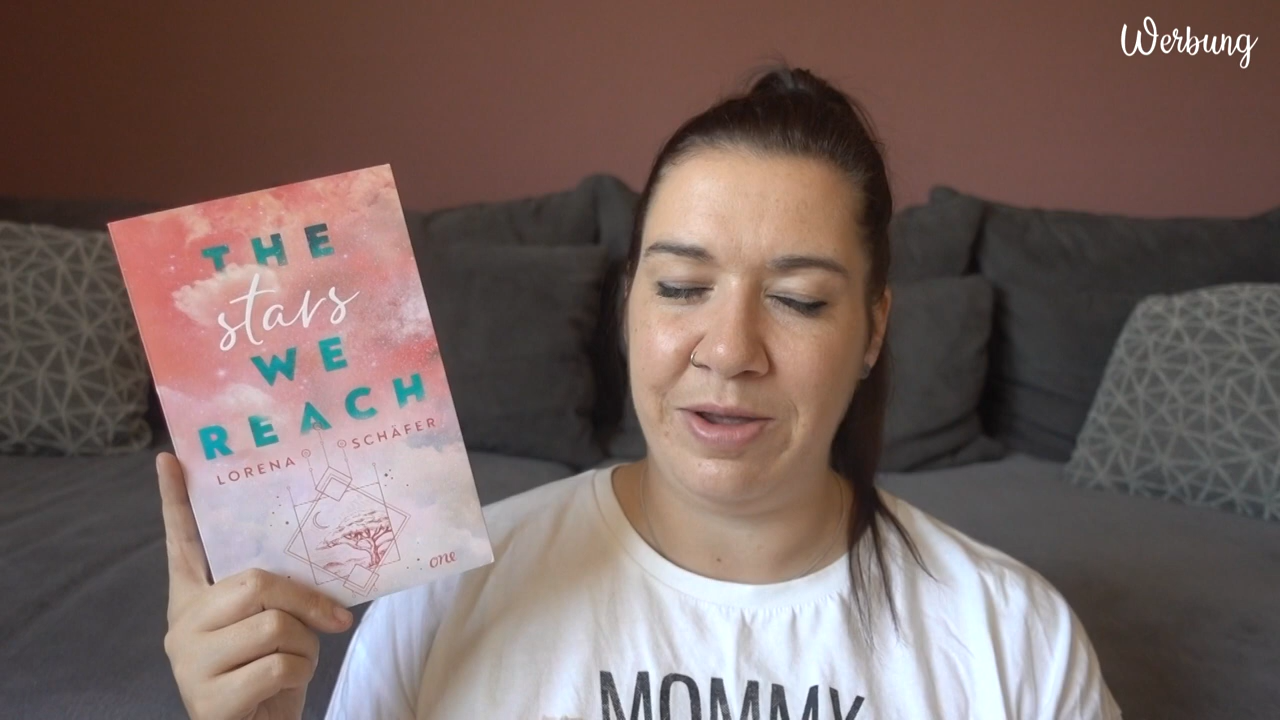 Werbung
THE
stars
WE
REACH
LORENA SCHÄFER
one
MOMMY